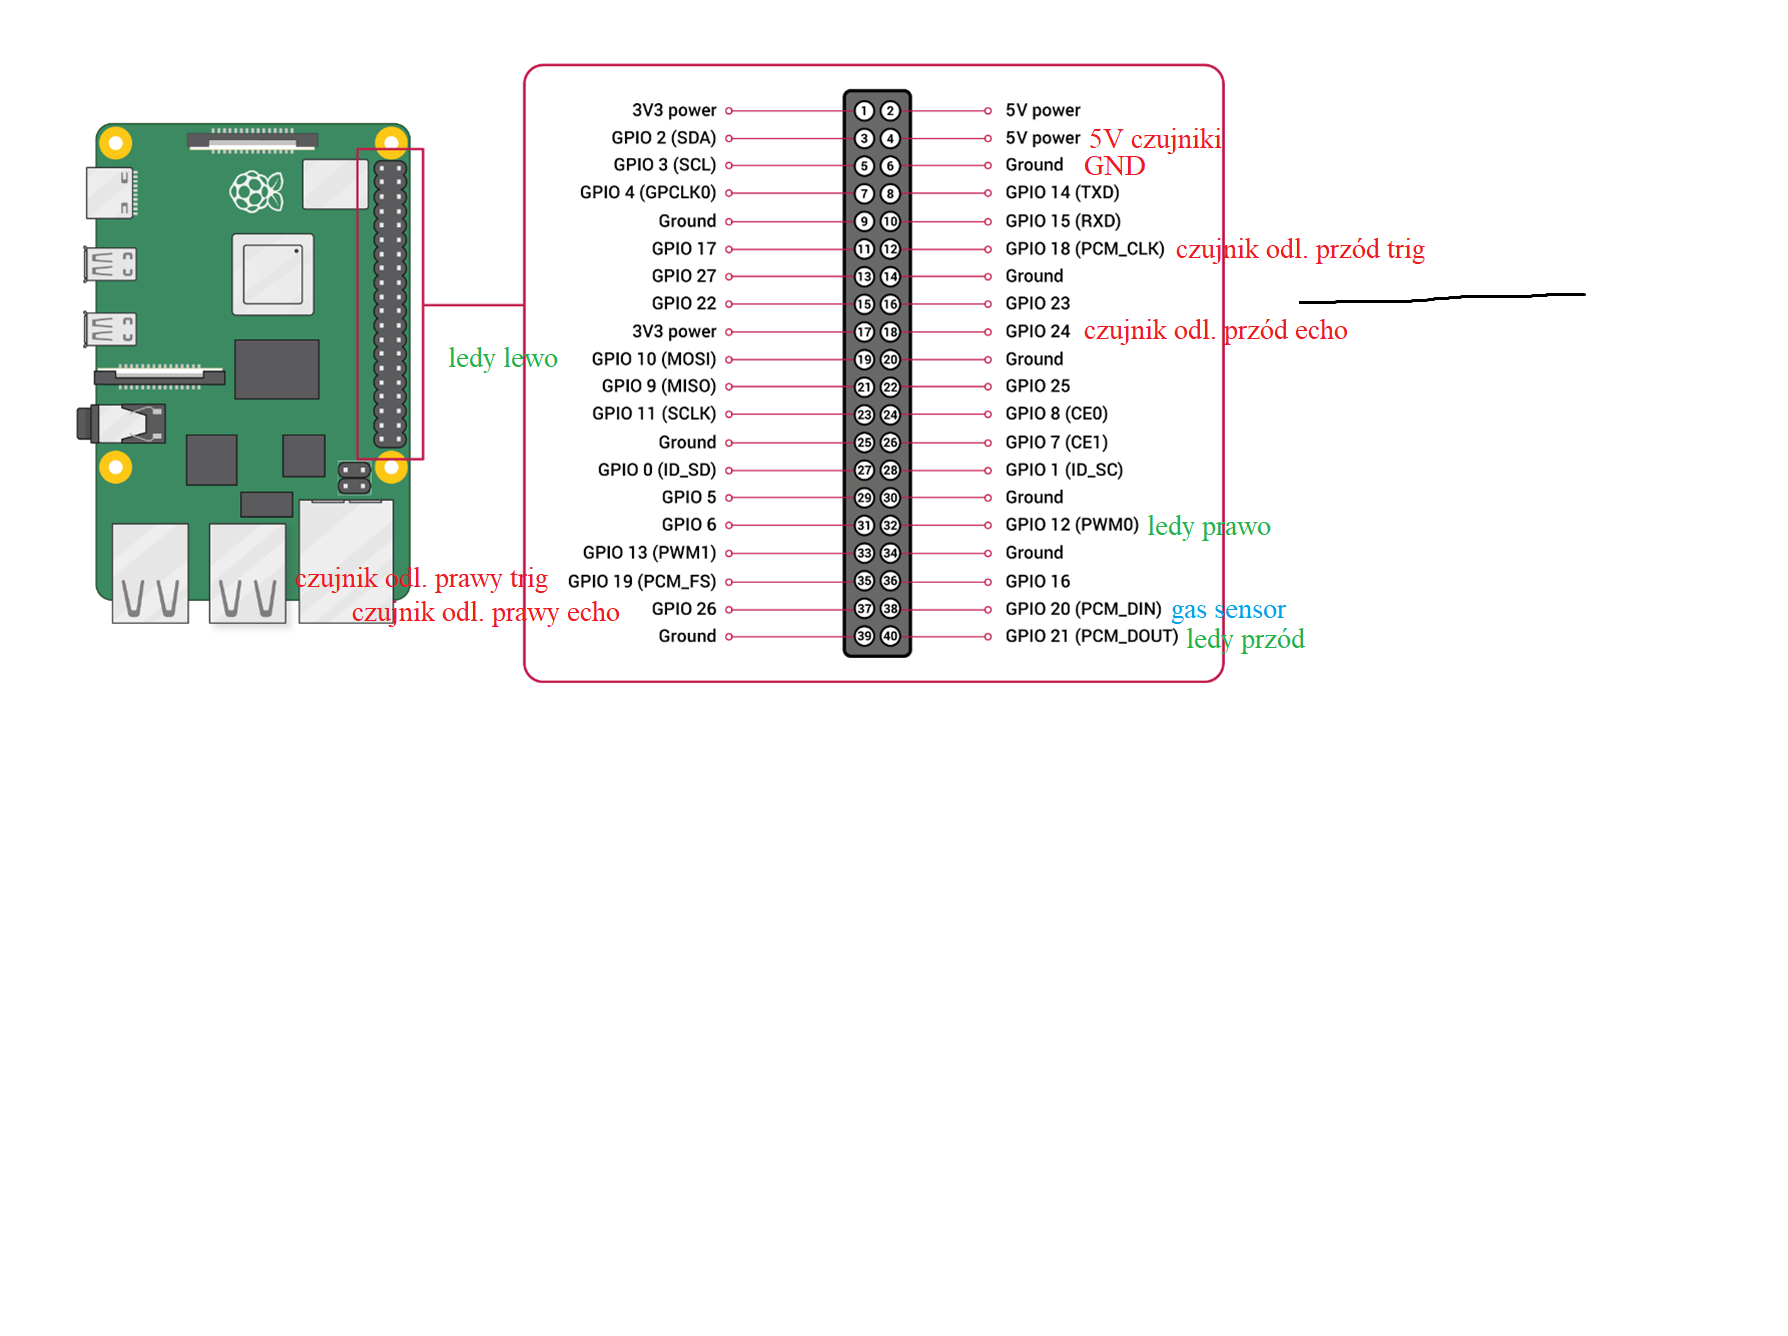 3V3 power 1 2 5V power
GPIO 2 (SDA) 3 4 5V power 5V czujniki
GPIO 3 (SCL) 5 6 Ground GND
GPIO 4 (GPCLK0) 7 8 GPIO 14 (TXD)
Ground 9 10 GPIO 15 (RXD)
GPIO 17 11 12 GPIO 18 (PCM_CLK) czujnik odl. przód trig
GPIO 27 13 14 Ground
GPIO 22 15 16 GPIO 23
3V3 power 17 18 GPIO 24 czujnik odl. przód echo
ledy lewo GPIO 10 (MOSI) 19 20 Ground
GPIO 9 (MISO) 21 22 GPIO 25
GPIO 11 (SCLK) 23 24 GPIO 8 (CE0)
Ground 25 26 GPIO 7 (CE1)
GPIO 0 (ID_SD) 27 28 GPIO 1 (ID_SC)
GPIO 5 29 30 Ground
GPIO 6 31 32 GPIO 12 (PWM0) ledy prawo
GPIO 13 (PWM1) 33 34 Ground
czujnik odl. prawy trig GPIO 19 (PCM_FS) 35 36 GPIO 16
czujnik odl. prawy echo GPIO 26 37 38 GPIO 20 (PCM_DIN) gas sensor
Ground 39 40 GPIO 21 (PCM_DOUT) ledy przód